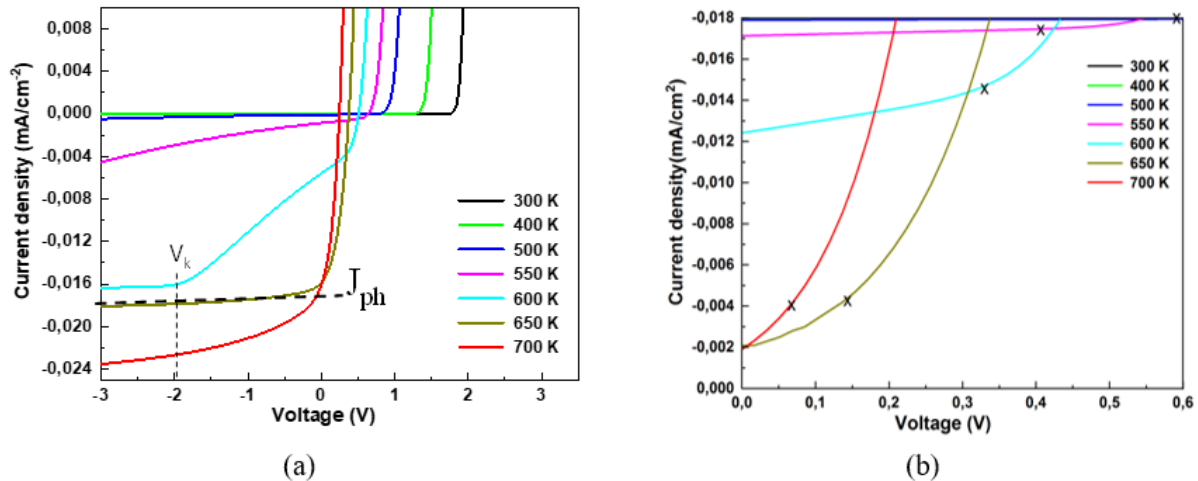 (a)
0,008
0,004
0,000
-0,004
-0,008
-0,012
-0,016
-0,020
-0,024
Current density (mA/cm⁻²)
V_k
J_ph
300 K
400 K
500 K
550 K
600 K
650 K
700 K
-3 -2 -1 0 1 2 3
Voltage (V)
(a)
(b)
-0,018
-0,016
-0,014
-0,012
-0,010
-0,008
-0,006
-0,004
-0,002
0,000
Current density(mA/cm²)
X
X
X
X
X
300 K
400 K
500 K
550 K
600 K
650 K
700 K
0,0 0,1 0,2 0,3 0,4 0,5 0,6
Voltage (V)
(b)